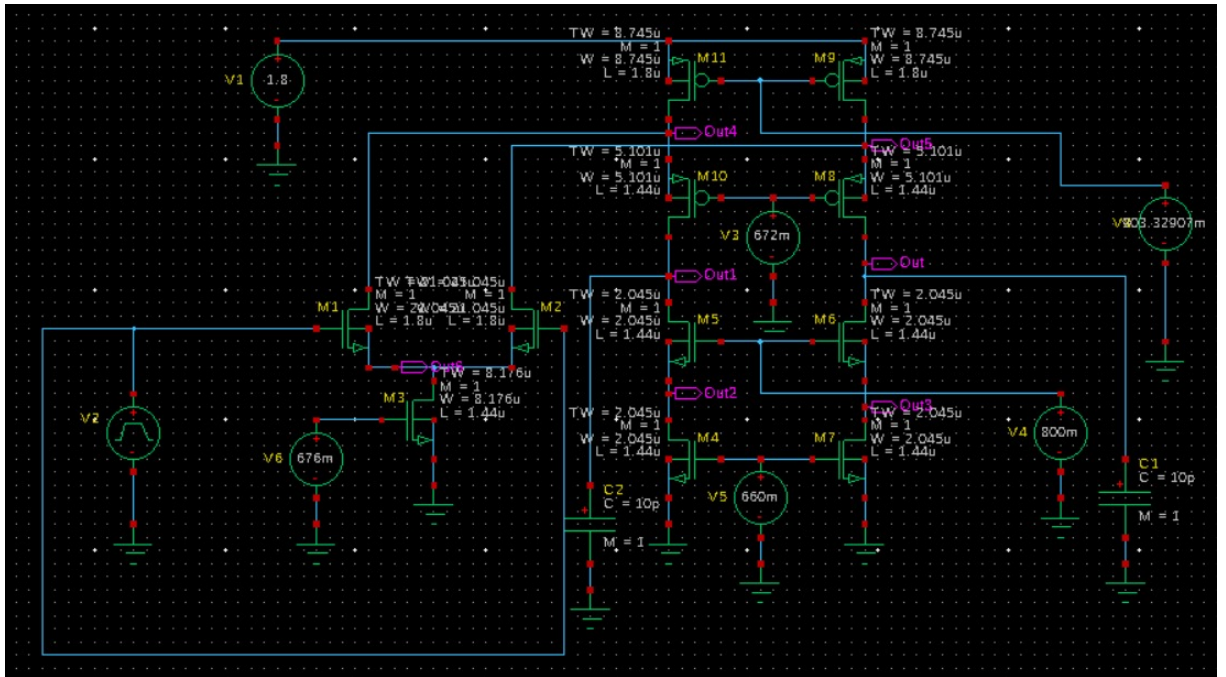 TW = 8.745u
M = 1
W = 8.745u
L = 1.8u
M11
TW = 8.745u
M = 1
W = 8.745u
L = 1.8u
M9
V1
1.8
Out4
Out5
TW = 5.101u
M = 1
W = 5.101u
L = 1.44u
M10
TW = 5.101u
M = 1
W = 5.101u
L = 1.44u
M8
V3
672m
03.32907m
Out1
Out
M1
M = 1
L = 1.8u
M = 1
L = 1.8u
M2
TW = 2.045u
M = 1
W = 2.045u
L = 1.44u
M5
TW = 2.045u
M = 1
W = 2.045u
L = 1.44u
M6
TW = 8.176u
M = 1
W = 8.176u
L = 1.44u
M3
Out2
Out3
V2
V6
676m
TW = 2.045u
M = 1
W = 2.045u
L = 1.44u
M4
TW = 2.045u
M = 1
W = 2.045u
L = 1.44u
M7
V4
800m
V5
660m
C2
C = 10p
M = 1
C1
C = 10p
M = 1